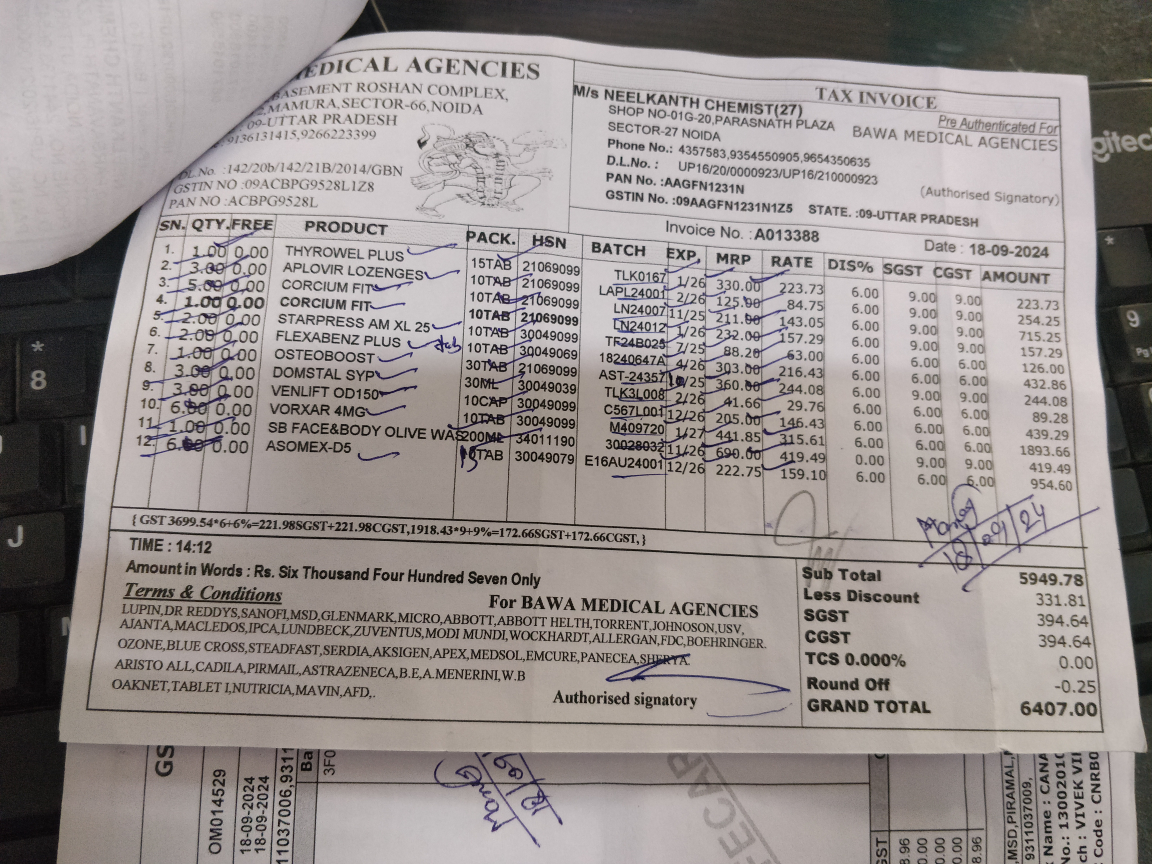 MEDICAL AGENCIES
BASEMENT ROSHAN COMPLEX,
MAMURA,SECTOR-66,NOIDA
09-UTTAR PRADESH
9136131415,9266223399
D.L.No. :142/20b/142/21B/2014/GBN
GSTIN NO :09ACBPG9528L1Z8
PAN NO :ACBPG9528L
TAX INVOICE
M/s NEELKANTH CHEMIST(27)
SHOP NO-01G-20,PARASNATH PLAZA
SECTOR-27 NOIDA
Phone No.: 4357583,9354550905,9654350635
D.L.No. : UP16/20/0000923/UP16/210000923
PAN No. :AAGFN1231N
GSTIN No. :09AAGFN1231N1Z5 STATE. :09-UTTAR PRADESH
Pre Authenticated For
BAWA MEDICAL AGENCIES
(Authorised Signatory)
Invoice No. :A013388
Date : 18-09-2024
SN. QTY. FREE PRODUCT PACK. HSN BATCH EXP, MRP RATE DIS% SGST CGST AMOUNT
1. 1.00 0.00 THYROWEL PLUS 15TAB 21069099 TLK0167 1/26 330.00 223.73 6.00 9.00 9.00 223.73
2. 3.00 0.00 APLOVIR LOZENGES 10TAB 21069099 LAPL24001 2/26 125.00 84.75 6.00 9.00 9.00 254.25
3. 5.00 0.00 CORCIUM FIT 10TAB 21069099 LN24007 11/25 211.00 143.05 6.00 9.00 9.00 715.25
4. 1.00 0.00 CORCIUM FIT 10TAB 21069099 LN24012 1/26 232.00 157.29 6.00 9.00 9.00 157.29
5. 2.00 0.00 STARPRESS AM XL 25 10TAB 30049099 TF24B025 7/25 88.20 63.00 6.00 6.00 6.00 126.00
6. 2.00 0.00 FLEXABENZ PLUS 10TAB 30049069 18240647A 4/26 303.00 216.43 6.00 6.00 6.00 432.86
7. 1.00 0.00 OSTEOBOOST 30TAB 21069099 AST-24357 /25 360.00 244.08 6.00 9.00 9.00 244.08
8. 3.00 0.00 DOMSTAL SYP 30ML 30049039 TLK3L008 2/26 41.66 29.76 6.00 6.00 6.00 89.28
9. 3.00 0.00 VENLIFT OD150 10CAP 30049099 C567L001 12/26 205.00 146.43 6.00 6.00 6.00 439.29
10. 6.00 0.00 VORXAR 4MG 10TAB 30049099 M409720 1/27 441.85 315.61 6.00 6.00 6.00 1893.66
11. 1.00 0.00 SB FACE&BODY OLIVE WAS 200ML 34011190 30028032 11/26 690.00 419.49 0.00 9.00 9.00 419.49
12. 6.00 0.00 ASOMEX-D5 TAB 30049079 E16AU24001 12/26 222.75 159.10 6.00 6.00 6.00 954.60
{ GST 3699.54*6+6%=221.98SGST+221.98CGST,1918.43*9+9%=172.66SGST+172.66CGST, }
18/09/24
TIME : 14:12
Amount in Words : Rs. Six Thousand Four Hundred Seven Only
Terms & Conditions
For BAWA MEDICAL AGENCIES
LUPIN,DR REDDYS,SANOFI,MSD,GLENMARK,MICRO,ABBOTT,ABBOTT HELTH,TORRENT,JOHNOSON,USV,
AJANTA,MACLEDOS,IPCA,LUNDBECK,ZUVENTUS,MODI MUNDI,WOCKHARDT,ALLERGAN,FDC,BOEHRINGER.
OZONE,BLUE CROSS,STEADFAST,SERDIA,AKSIGEN,APEX,MEDSOL,EMCURE,PANECEA,SHERYA.
ARISTO ALL,CADILA,PIRMAIL,ASTRAZENECA,B.E,A.MENERINI,W.B
OAKNET,TABLET I,NUTRICIA,MAVIN,AFD,.
Authorised signatory
Sub Total 5949.78
Less Discount 331.81
SGST 394.64
CGST 394.64
TCS 0.000% 0.00
Round Off -0.25
GRAND TOTAL 6407.00
OM014529
18-09-2024
18-09-2024
3F0
18/09